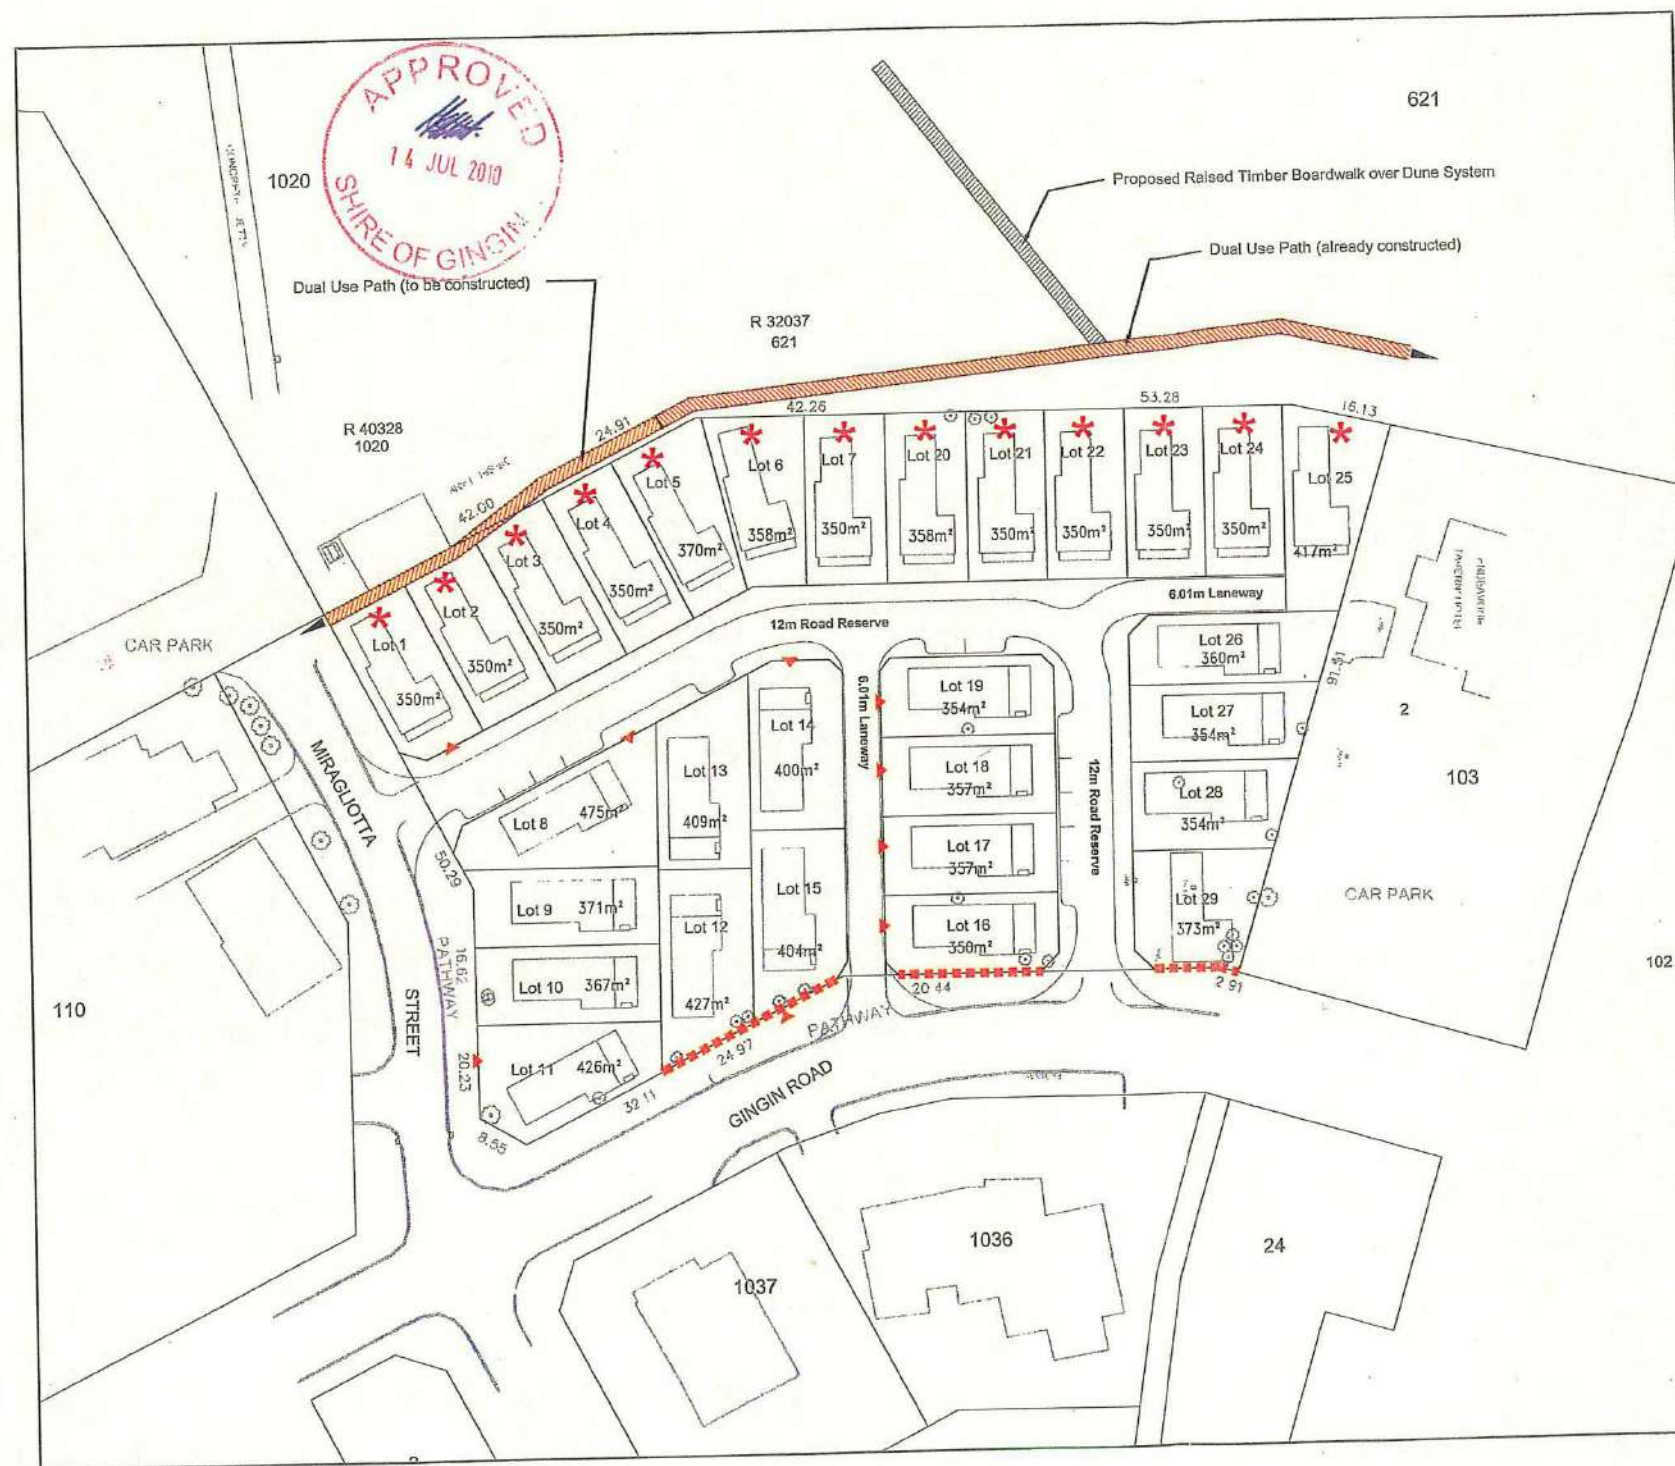 621
APPROVED
14 JUL 2010
SHIRE OF GINGIN
1020
Proposed Raised Timber Boardwalk over Dune System
Dual Use Path (already constructed)
Dual Use Path (to be constructed)
R 32037
621
R 40328
1020
42.00
24.91
42.26
53.28
16.13
Lot 1
350m²
Lot 2
350m²
Lot 3
350m²
Lot 4
350m²
Lot 5
370m²
Lot 6
358m²
Lot 7
350m²
Lot 20
358m²
Lot 21
350m²
Lot 22
350m²
Lot 23
350m²
Lot 24
350m²
Lot 25
417m²
6.01m Laneway
12m Road Reserve
CAR PARK
MIRAGLIOTTA
STREET
6.01m Laneway
12m Road Reserve
Lot 26
360m²
Lot 27
354m²
Lot 28
354m²
Lot 29
373m²
Lot 19
354m²
Lot 18
357m²
Lot 17
357m²
Lot 16
350m²
Lot 14
400m²
Lot 13
409m²
Lot 8
475m²
Lot 15
404m²
Lot 12
427m²
Lot 9 371m²
Lot 10 367m²
Lot 11 426m²
50.29
16.62
PATHWAY
20.23
8.55
32 11
24 97
20 44
2 91
PATHWAY
GINGIN ROAD
2
103
CAR PARK
102
110
1037
1036
24